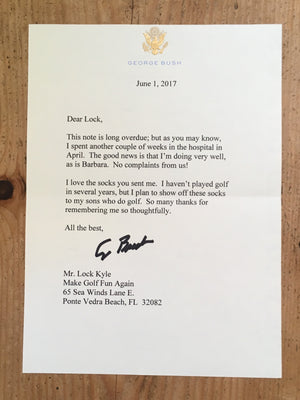 GEORGE BUSH
June 1, 2017
Dear Lock,
This note is long overdue; but as you may know,
I spent another couple of weeks in the hospital in
April. The good news is that I'm doing very well,
as is Barbara. No complaints from us!
I love the socks you sent me. I haven't played golf
in several years, but I plan to show off these socks
to my sons who do golf. So many thanks for
remembering me so thoughtfully.
All the best,
G Bush
Mr. Lock Kyle
Make Golf Fun Again
65 Sea Winds Lane E.
Ponte Vedra Beach, FL 32082